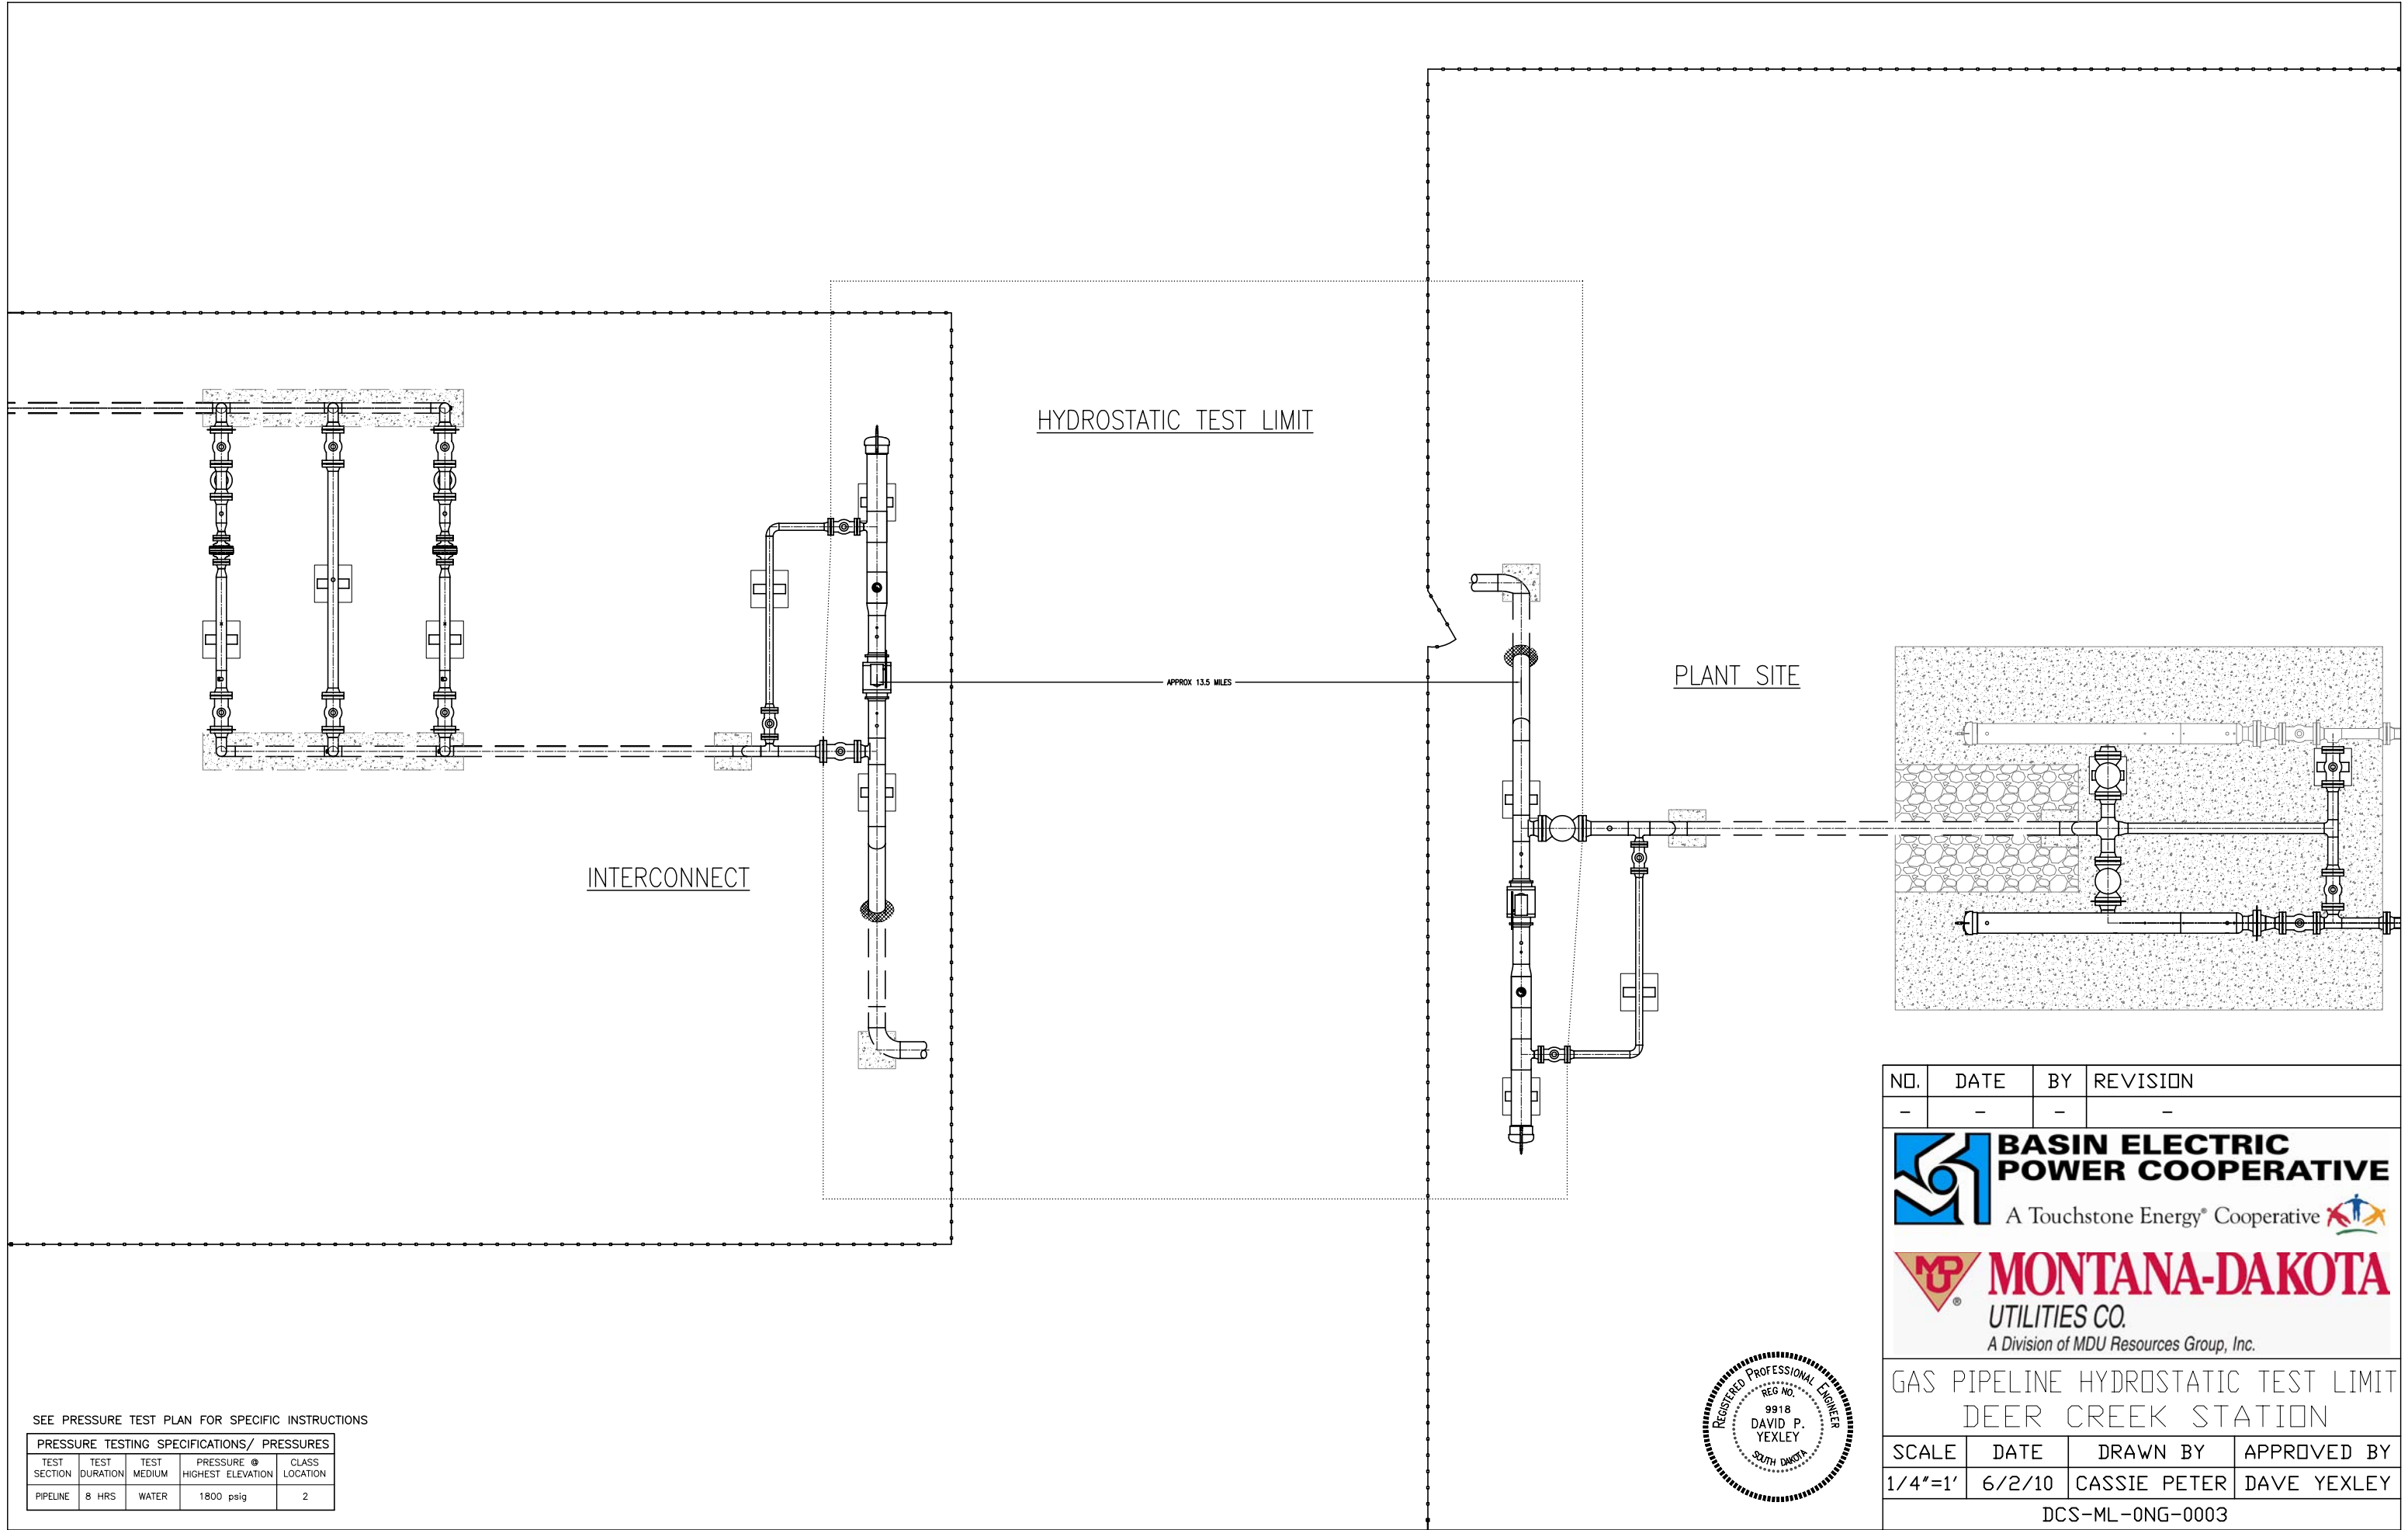 HYDROSTATIC TEST LIMIT
APPROX 13.5 MILES
PLANT SITE
INTERCONNECT
SEE PRESSURE TEST PLAN FOR SPECIFIC INSTRUCTIONS
PRESSURE TESTING SPECIFICATIONS/ PRESSURES
TEST SECTION TEST DURATION TEST MEDIUM PRESSURE @ HIGHEST ELEVATION CLASS LOCATION
PIPELINE 8 HRS WATER 1800 psig 2
REGISTERED PROFESSIONAL ENGINEER
REG NO.
9918
DAVID P.
YEXLEY
SOUTH DAKOTA
NO. DATE BY REVISION
- - - -
BASIN ELECTRIC
POWER COOPERATIVE
A Touchstone Energy® Cooperative
MDU ®
MONTANA-DAKOTA
UTILITIES CO.
A Division of MDU Resources Group, Inc.
GAS PIPELINE HYDROSTATIC TEST LIMIT
DEER CREEK STATION
SCALE DATE DRAWN BY APPROVED BY
1/4"=1' 6/2/10 CASSIE PETER DAVE YEXLEY
DCS-ML-0NG-0003